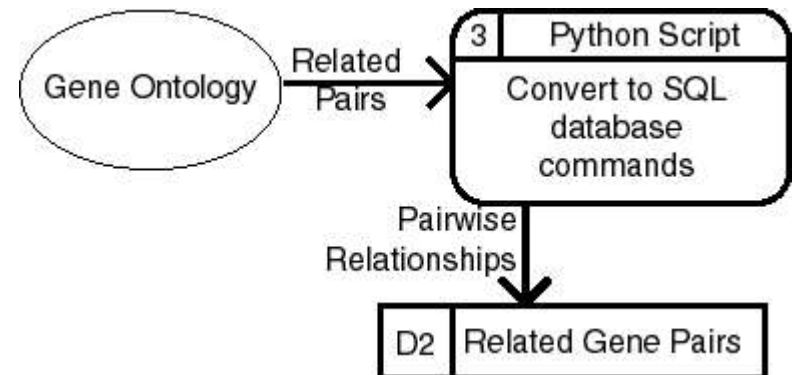 Gene Ontology
Related
Pairs
3
Python Script
Convert to SQL
database
commands
Pairwise
Relationships
D2
Related Gene Pairs